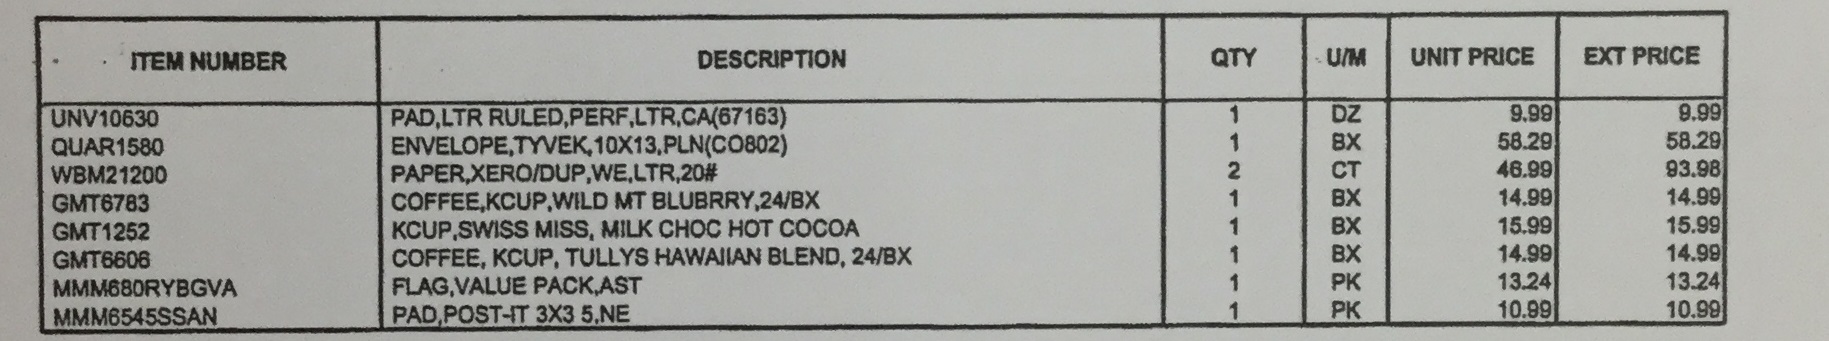 ITEM NUMBER DESCRIPTION QTY U/M UNIT PRICE EXT PRICE
UNV10630 PAD,LTR RULED,PERF,LTR,CA(67163) 1 DZ 9.99 9.99
QUAR1580 ENVELOPE,TYVEK,10X13,PLN(CO802) 1 BX 58.29 58.29
WBM21200 PAPER,XERO/DUP,WE,LTR,20# 2 CT 46.99 93.98
GMT6783 COFFEE,KCUP,WILD MT BLUBRRY,24/BX 1 BX 14.99 14.99
GMT1252 KCUP,SWISS MISS, MILK CHOC HOT COCOA 1 BX 15.99 15.99
GMT6606 COFFEE, KCUP, TULLYS HAWAIIAN BLEND, 24/BX 1 BX 14.99 14.99
MMM680RYBGVA FLAG,VALUE PACK,AST 1 PK 13.24 13.24
MMM6545SSAN PAD,POST-IT 3X3 5,NE 1 PK 10.99 10.99